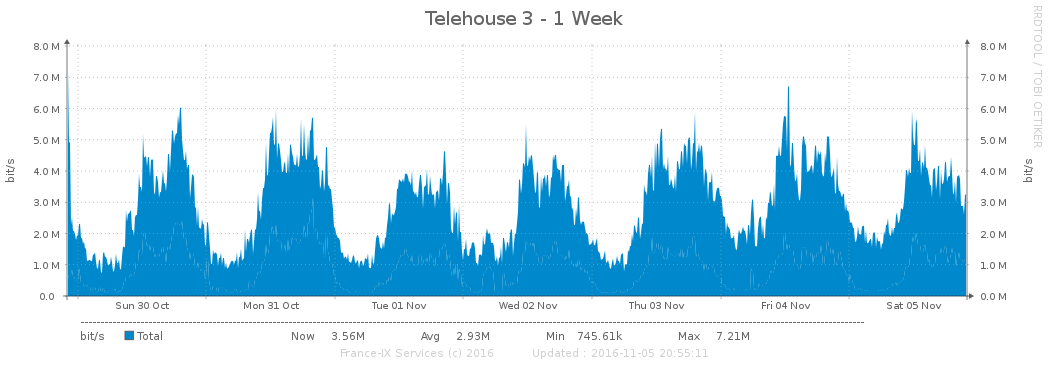 Telehouse 3 - 1 Week
RRDTOOL / TOBI OETIKER
bit/s
bit/s
8.0 M 8.0 M
7.0 M 7.0 M
6.0 M 6.0 M
5.0 M 5.0 M
4.0 M 4.0 M
3.0 M 3.0 M
2.0 M 2.0 M
1.0 M 1.0 M
0.0 0.0 M
Sun 30 Oct Mon 31 Oct Tue 01 Nov Wed 02 Nov Thu 03 Nov Fri 04 Nov Sat 05 Nov
bit/s Total Now 3.56M Avg 2.93M Min 745.61k Max 7.21M
France-IX Services (c) 2016 Updated : 2016-11-05 20:55:11